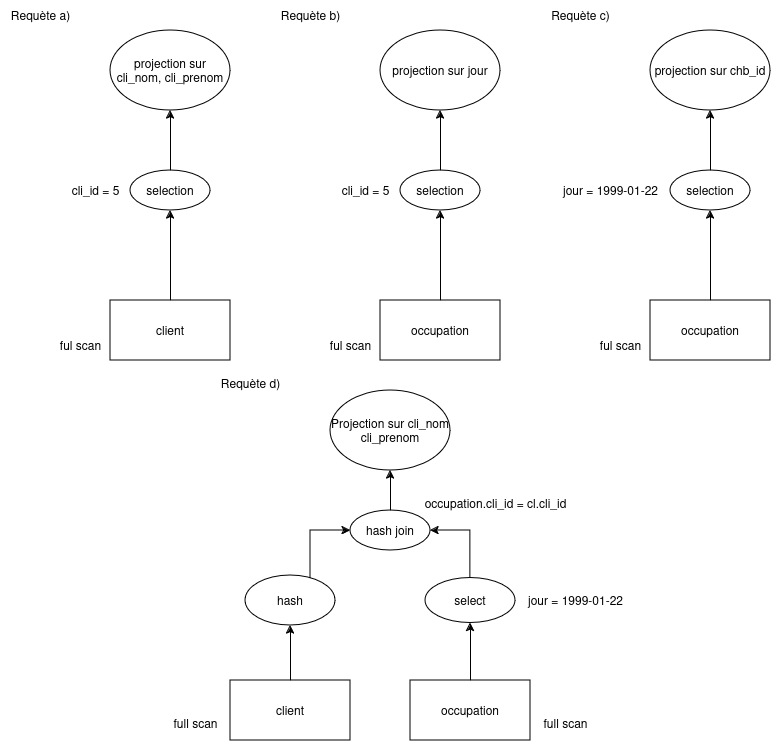 Requète a)
projection sur
cli_nom, cli_prenom
cli_id = 5
selection
client
ful scan
Requète b)
projection sur jour
cli_id = 5
selection
occupation
ful scan
Requète c)
projection sur chb_id
jour = 1999-01-22
selection
occupation
ful scan
Requète d)
Projection sur cli_nom
cli_prenom
occupation.cli_id = cl.cli_id
hash join
hash
select
jour = 1999-01-22
client
full scan
occupation
full scan